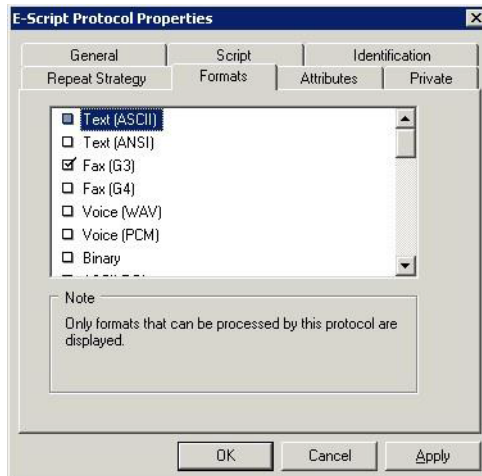 E-Script Protocol Properties
General Script Identification
Repeat Strategy Formats Attributes Private
Text (ASCII)
Text (ANSI)
Fax (G3)
Fax (G4)
Voice (WAV)
Voice (PCM)
Binary
Note
Only formats that can be processed by this protocol are
displayed.
OK Cancel Apply